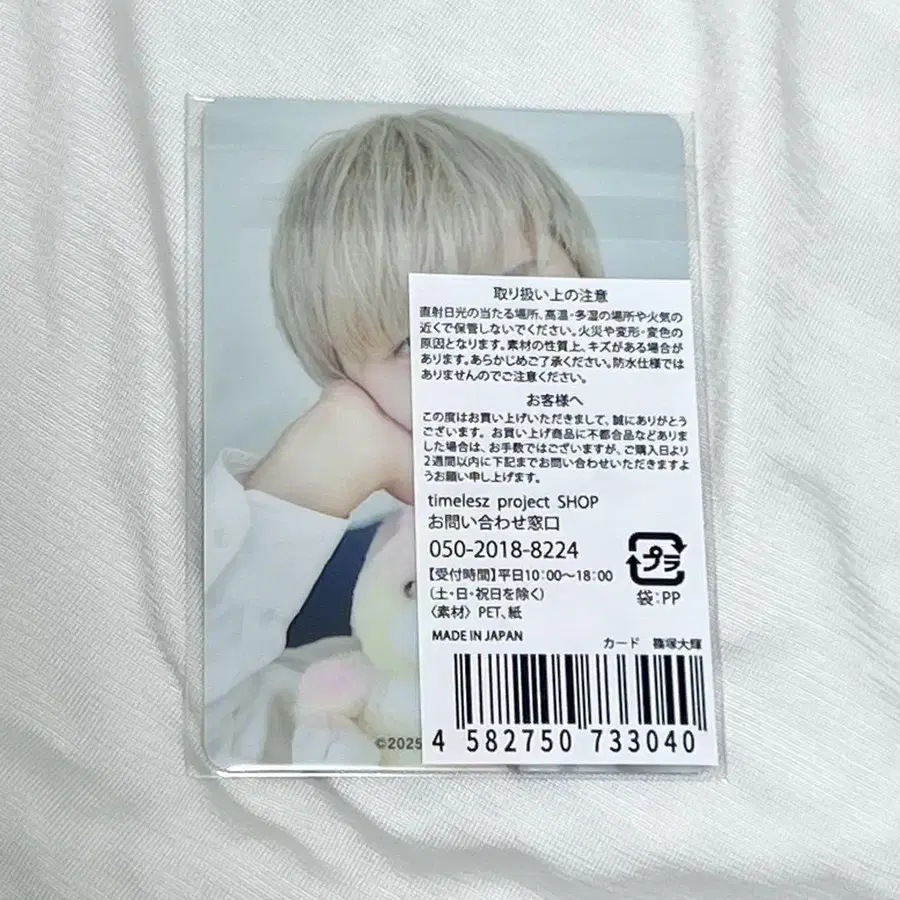 取り扱い上の注意
直射日光の当たる場所、高温・多湿の場所や火気の
近くで保管しないでください。火災や変形・変色の
原因となります。素材の性質上、キズがある場合が
あります。あらかじめご了承ください。防水仕様では
ありませんのでご注意ください。
お客様へ
この度はお買い上げいただきまして、誠にありがとう
ございます。お買い上げ商品に不都合品などありま
した場合は、お手数ではございますが、ご購入日より
2週間以内に下記までお問い合わせいただきますよ
うお願い申し上げます。
timelesz project SHOP
お問い合わせ窓口
050-2018-8224
【受付時間】平日10:00〜18:00
(土・日・祝日を除く)
〈素材〉PET、紙
プラ
袋:PP
MADE IN JAPAN
カード 篠塚大輝
4 582750 733040
©2025